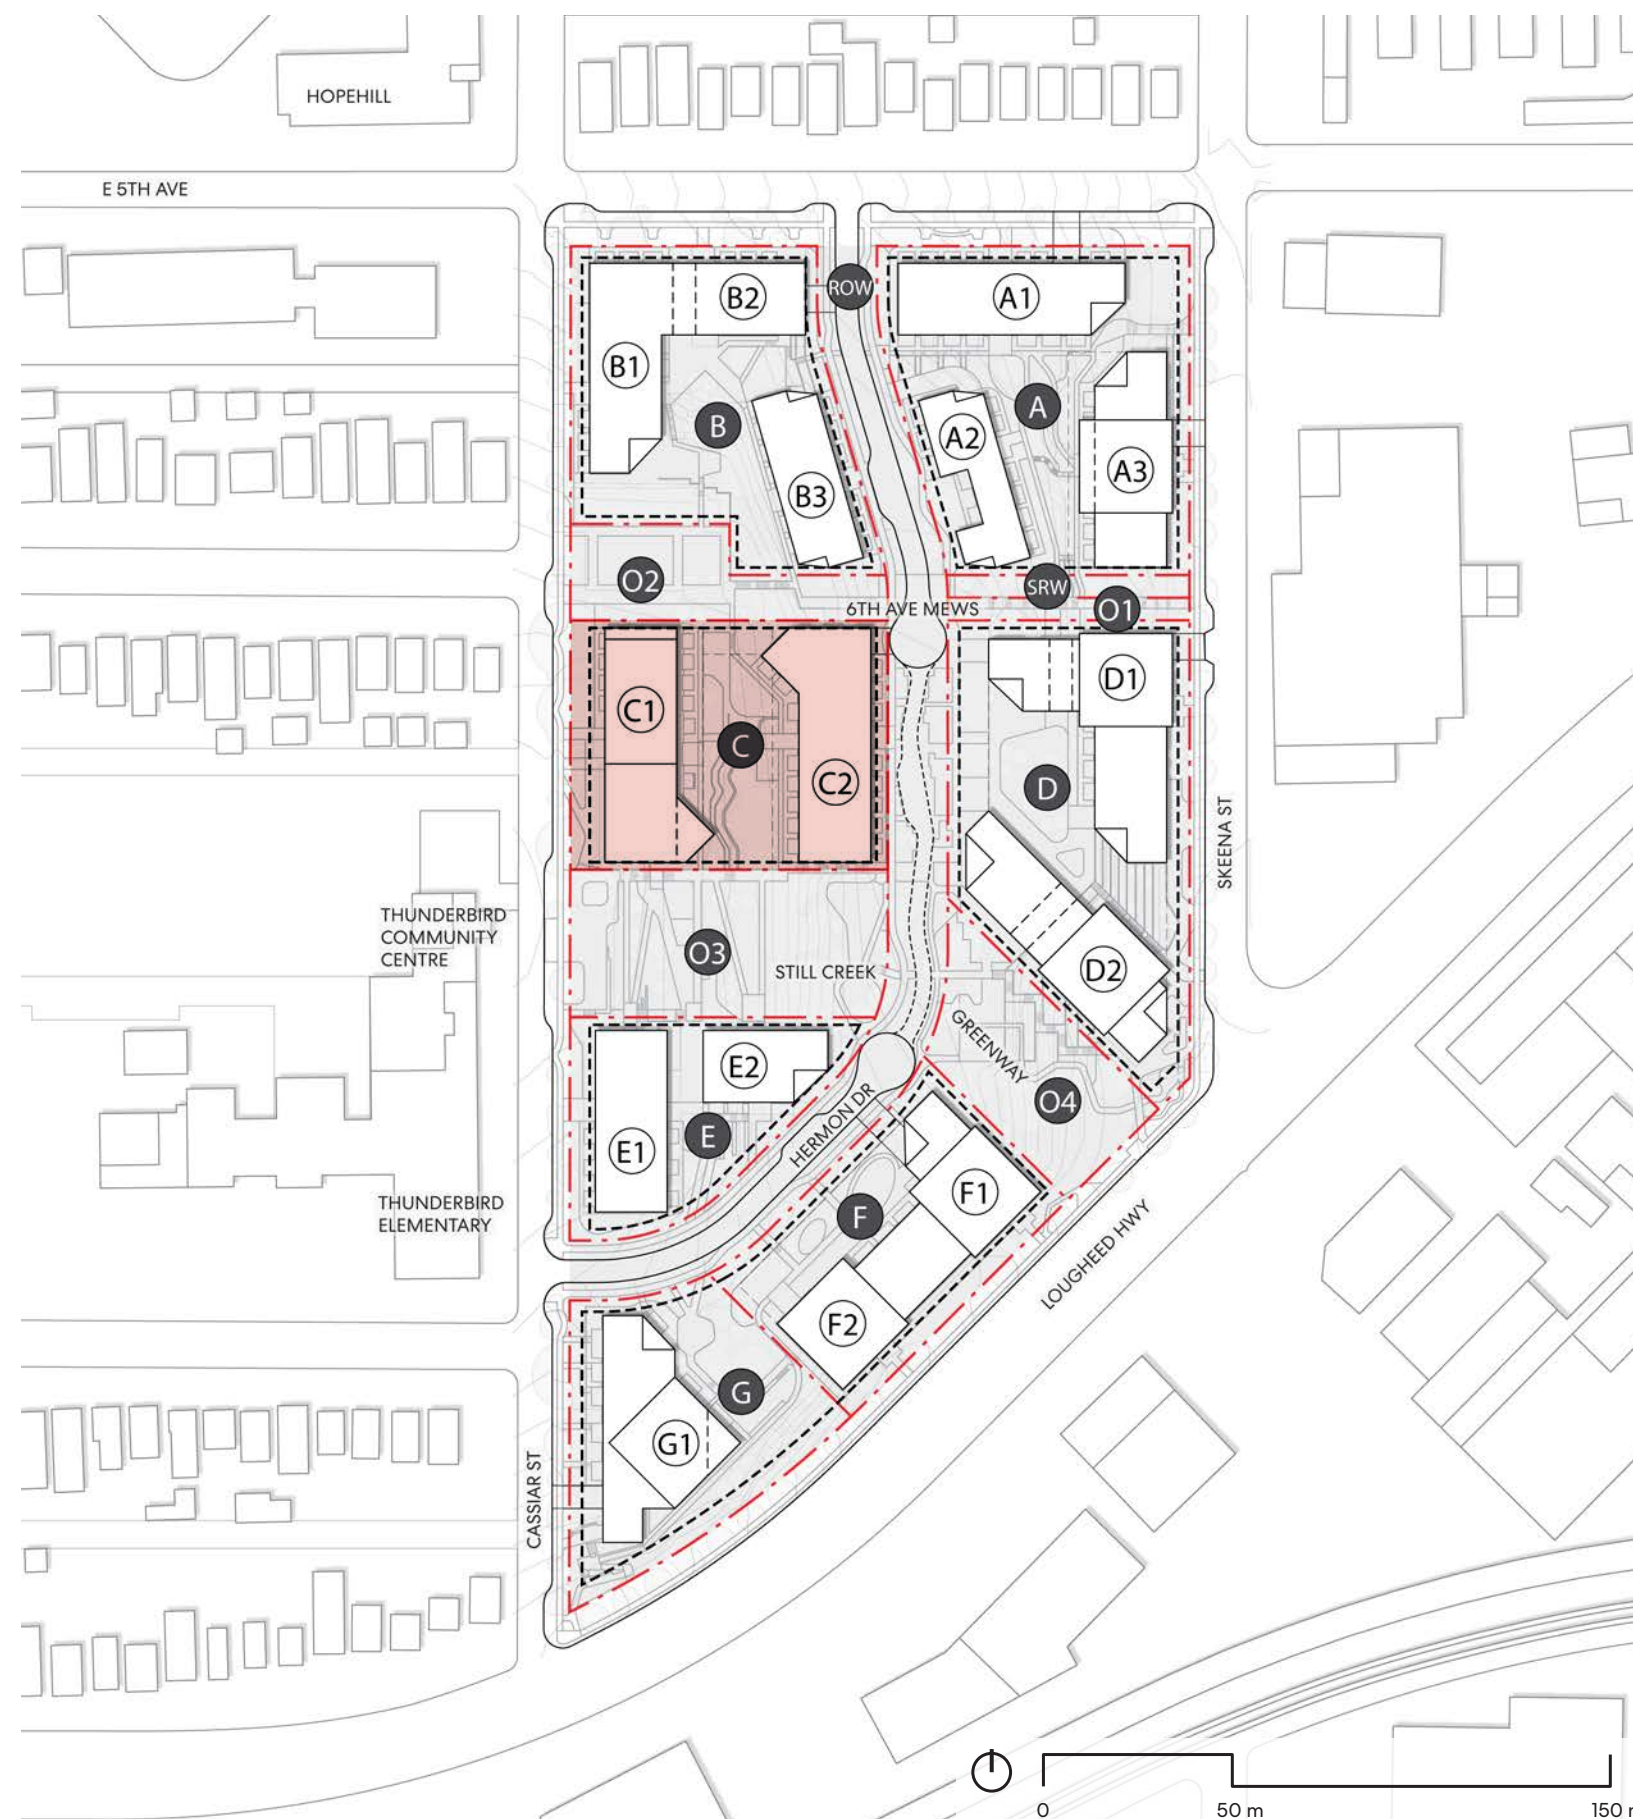 HOPEHILL
E 5TH AVE
B2
ROW
A1
B1
A
B
A2
A3
B3
O2
SRW
O1
6TH AVE MEWS
D1
C1
C
C2
D
SKEENA ST
THUNDERBIRD
COMMUNITY
CENTRE
O3
STILL CREEK
D2
GREENWAY
E2
O4
HERMON DR
E
E1
THUNDERBIRD
ELEMENTARY
F1
F
LOUGHEED HWY
F2
G
G1
CASSIAR ST
0
50 m
150 m